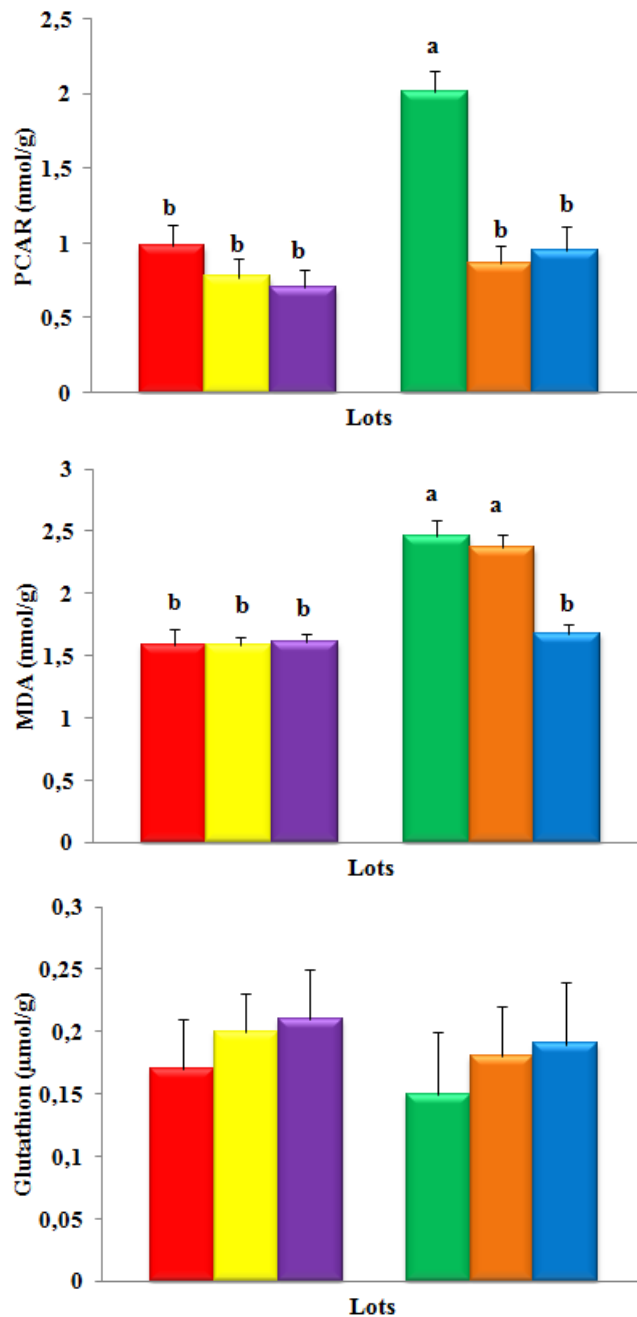 PCAR (nmol/g)
2,5
2
1,5
1
0,5
0
b
b
b
a
b
b
Lots
MDA (nmol/g)
3
2,5
2
1,5
1
0,5
0
b
b
b
a
a
b
Lots
Glutathion (µmol/g)
0,3
0,25
0,2
0,15
0,1
0,05
0
Lots